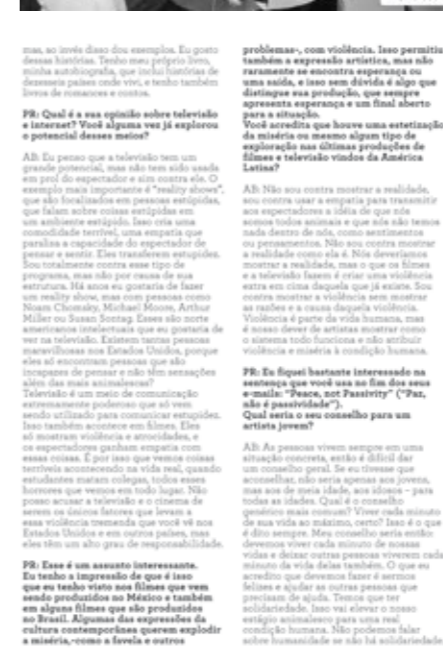 mas, ao invés disso dou exemplos. Eu gosto
dessas histórias. Tenho meu próprio livro,
minha autobiografia, que inclui histórias de
dezesseis países onde vivi, e tenho também
livros de romances e contos.
PR: Qual é a sua opinião sobre televisão
e internet? Você alguma vez já explorou
o potencial desses meios?
AB: Eu penso que a televisão tem um
grande potencial, mas não tem sido usada
em prol do espectador e sim contra ele. O
exemplo mais importante é "reality shows",
que são focalizados em pessoas estúpidas,
que falam sobre coisas estúpidas em
um ambiente estúpido. Isso cria uma
comodidade terrível, uma empatia que
paralisa a capacidade do espectador de
pensar e sentir. Eles transferem estupidez.
Sou totalmente contra esse tipo de
programa, mas não por causa de sua
estrutura. Há anos eu gostaria de fazer
um reality show, mas com pessoas como
Noam Chomsky, Michael Moore, Arthur
Miller ou Susan Sontag. Esses são norte
americanos intelectuais que eu gostaria de
ver na televisão. Existem tantas pessoas
maravilhosas nos Estados Unidos, porque
eles só encontram pessoas que são
incapazes de pensar e não têm sensações
além das mais animalescas?
Televisão é um meio de comunicação
extremamente poderoso que só vem
sendo utilizado para comunicar estupidez.
Isso também acontece em filmes. Eles
só mostram violência e atrocidades, e
os espectadores ganham empatia com
essas coisas. É por isso que vemos coisas
terríveis acontecendo na vida real, quando
estudantes matam colegas, todos esses
horrores que vemos em todo lugar. Não
posso acusar a televisão e o cinema de
serem os únicos fatores que levam a
essa violência tremenda que você vê nos
Estados Unidos e em outros países, mas
eles têm um alto grau de responsabilidade.
PR: Esse é um assunto interessante.
Eu tenho a impressão de que é isso
que eu tenho visto nos filmes que vem
sendo produzidos no México e também
em alguns filmes que são produzidos
no Brasil. Algumas das expressões da
cultura contemporânea querem explodir
a miséria,-como a favela e outros
problemas-, com violência. Isso permitiu
também a expressão artística, mas não
raramente se encontra esperança ou
uma saída, e isso sem dúvida é algo que
distingue sua produção, que sempre
apresenta esperança e um final aberto
para a situação.
Você acredita que houve uma estetização
da miséria ou mesmo algum tipo de
exploração nas últimas produções de
filmes e televisão vindos da América
Latina?
AB: Não sou contra mostrar a realidade,
sou contra usar a empatia para transmitir
aos espectadores a idéia de que nós
somos todos animais e que nós não temos
nada dentro de nós, como sentimentos
ou pensamentos. Não sou contra mostrar
a realidade como ela é. Nós deveríamos
mostrar a realidade, mas o que os filmes
e a televisão fazem é criar uma violência
extra em cima daquela que já existe. Sou
contra mostrar a violência sem mostrar
as razões e a causa daquela violência.
Violência é parte da vida humana, mas
é nosso dever de artistas mostrar como
o sistema todo funciona e não atribuir
violência e miséria à condição humana.
PR: Eu fiquei bastante interessado na
sentença que você usa no fim dos seus
e-mails: "Peace, not Passivity" ("Paz,
não é passividade").
Qual seria o seu conselho para um
artista jovem?
AB: As pessoas vivem sempre em uma
situação concreta, então é difícil dar
um conselho geral. Se eu tivesse que
aconselhar, não seria apenas aos jovens,
mas aos de meia idade, aos idosos – para
todas as idades. Qual é o conselho
genérico mais comum? Viver cada minuto
de sua vida ao máximo, certo? Isso é o que
é dito sempre. Meu conselho seria então:
devemos viver cada minuto de nossas
vidas e deixar outras pessoas viverem cada
minuto da vida delas também. O que eu
acredito que devemos fazer é sermos
felizes e ajudar as outras pessoas que
precisam de ajuda. Temos que ter
solidariedade. Isso vai elevar o nosso
estágio animalesco para uma real
condição humana. Não podemos falar
sobre humanidade se não há solidariedade